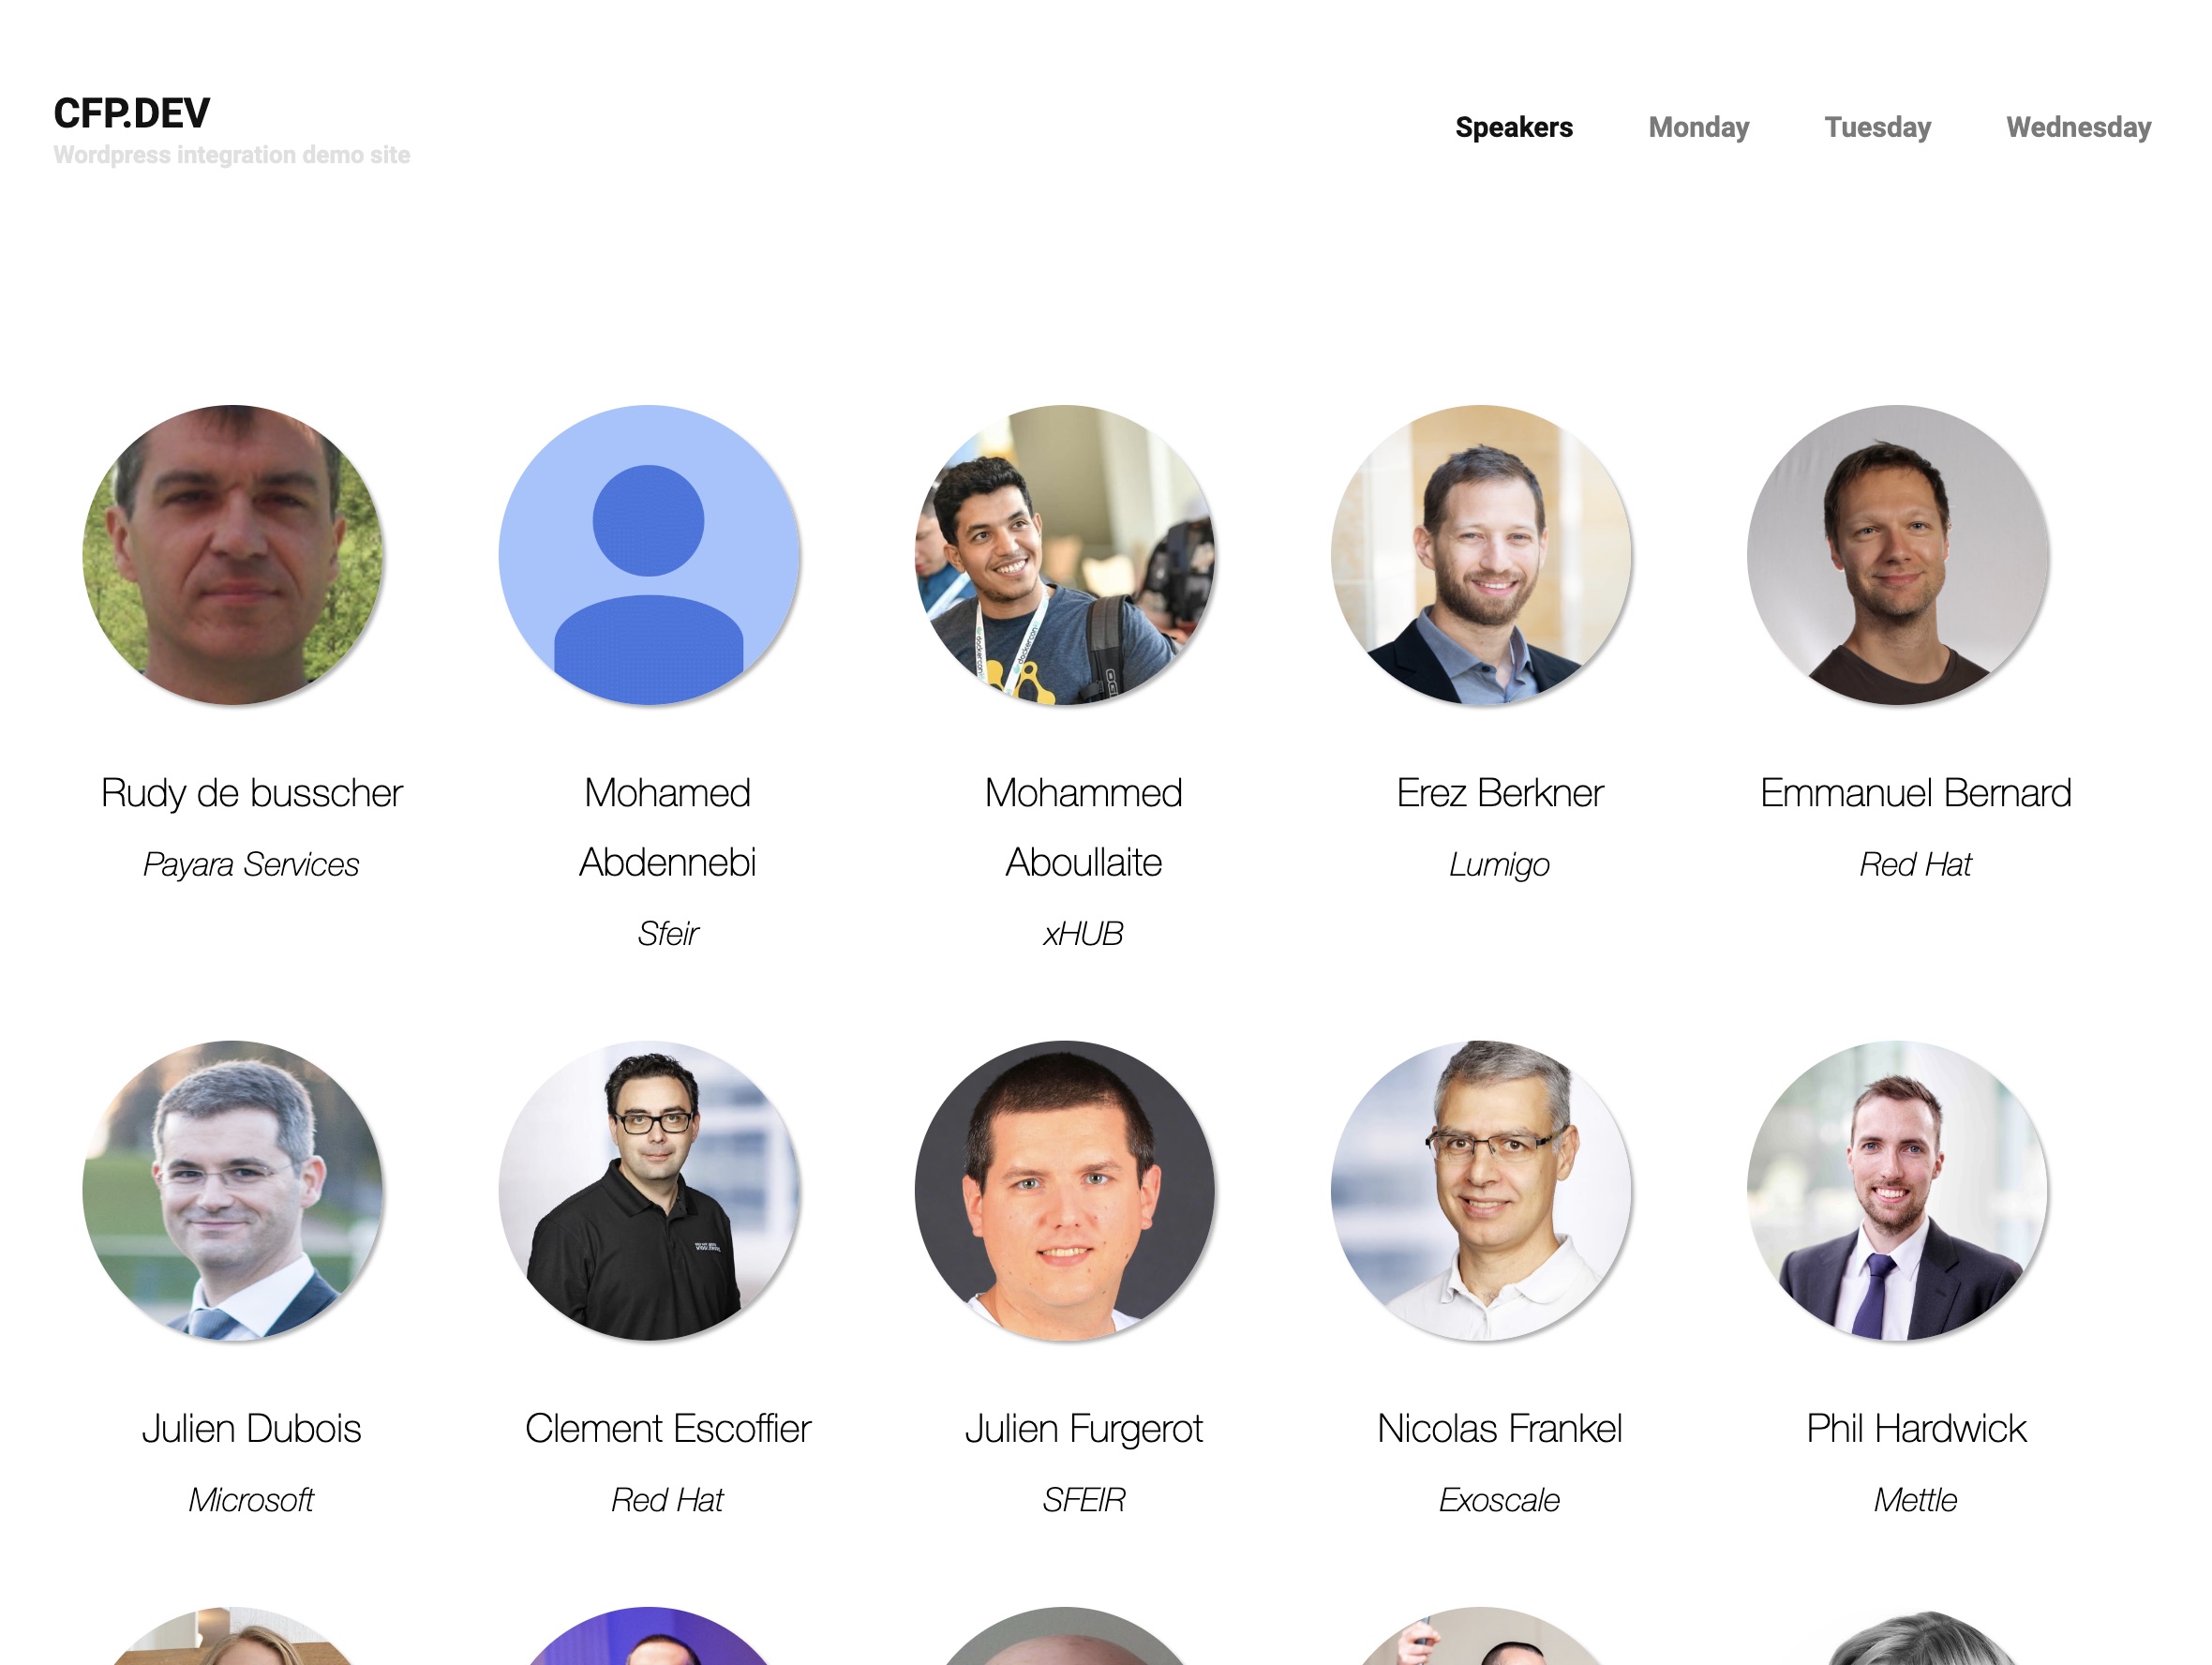 CFP.DEV
Wordpress integration demo site
Speakers Monday Tuesday Wednesday
Rudy de busscher
Payara Services
Mohamed
Abdennebi
Sfeir
Mohammed
Aboullaite
xHUB
Erez Berkner
Lumigo
Emmanuel Bernard
Red Hat
Julien Dubois
Microsoft
Clement Escoffier
Red Hat
Julien Furgerot
SFEIR
Nicolas Frankel
Exoscale
Phil Hardwick
Mettle